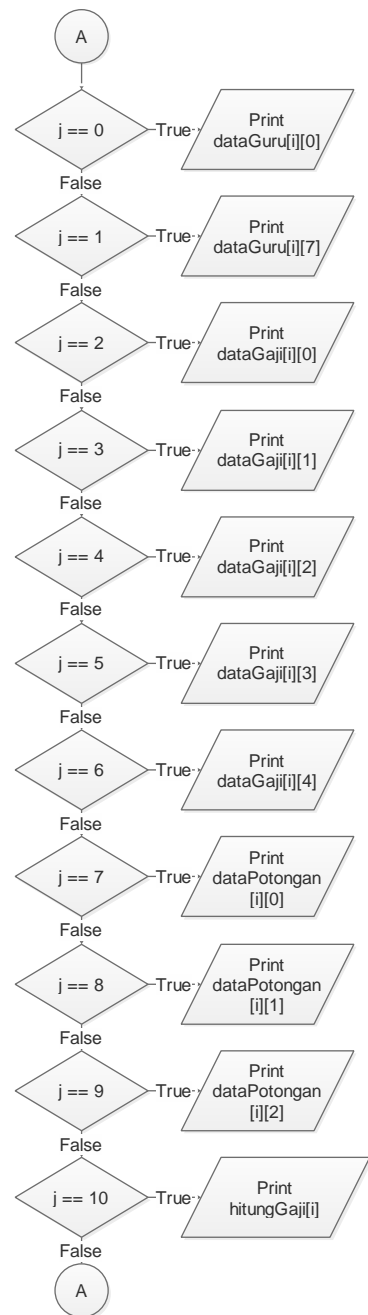 A
j == 0
True
Print
dataGuru[i][0]
False
j == 1
True
Print
dataGuru[i][7]
False
j == 2
True
Print
dataGaji[i][0]
False
j == 3
True
Print
dataGaji[i][1]
False
j == 4
True
Print
dataGaji[i][2]
False
j == 5
True
Print
dataGaji[i][3]
False
j == 6
True
Print
dataGaji[i][4]
False
j == 7
True
Print
dataPotongan
[i][0]
False
j == 8
True
Print
dataPotongan
[i][1]
False
j == 9
True
Print
dataPotongan
[i][2]
False
j == 10
True
Print
hitungGaji[i]
False
A